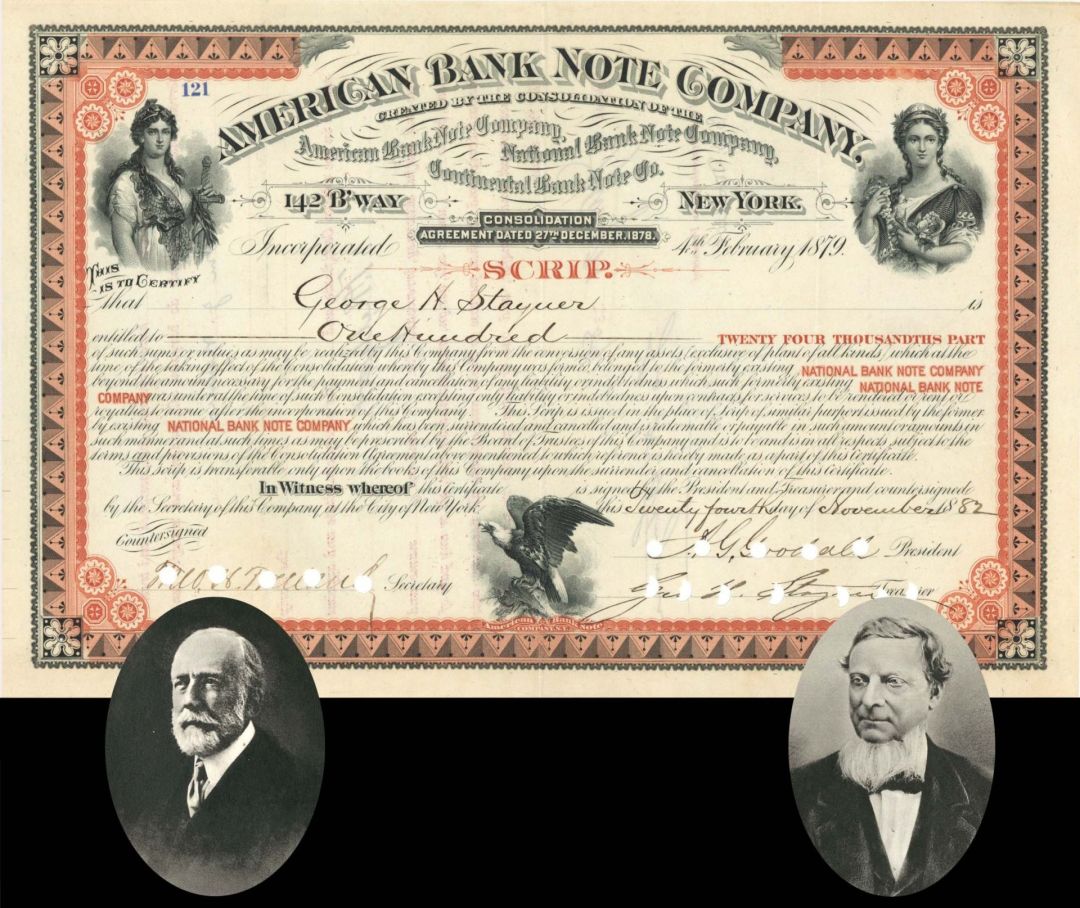 121
AMERICAN BANK NOTE COMPANY,
CREATED BY THE CONSOLIDATION OF THE
American Bank Note Company,
National Bank Note Company,
Continental Bank Note Co.
142 B'WAY NEW YORK.
CONSOLIDATION
AGREEMENT DATED 27TH DECEMBER, 1878.
Incorporated 4th February 1879.
SCRIP.
THIS
IS TO CERTIFY
that George H. Stayner is
entitled to One Hundred TWENTY FOUR THOUSANDTHS PART
of such sums or values as may be realized by this Company from the conversion of any assets (exclusive of plant of all kinds) which at the
time of the taking effect of the Consolidation whereby this Company was formed belonged to the formerly existing NATIONAL BANK NOTE COMPANY
beyond the amount necessary for the payment and cancellation of any liability or indebtedness which such formerly existing NATIONAL BANK NOTE
COMPANY was under at the time of such Consolidation excepting only liability or indebtedness upon contracts for services to be rendered or rent or
royalties to accrue after the incorporation of this Company. This Scrip is issued in the place of Scrip of similar purport issued by the former
ly existing NATIONAL BANK NOTE COMPANY which has been surrendered and cancelled and is redeemable or payable in such amount or amounts in
such manner and at such times as may be prescribed by the Board of Trustees of this Company and is to be and is in all respects subject to the
terms and provisions of the Consolidation Agreement above mentioned to which reference is hereby made as a part of this Certificate.
This scrip is transferable only upon the books of this Company upon the surrender and cancellation of this Certificate.
In Witness whereof this Certificate is signed by the President and Treasurer and countersigned
by the Secretary of this Company at the City of New York, this Twenty fourth day of November 1882
Countersigned
A. G. Goodall President
Secretary
Geo. H. Stayner Treasurer
American Bank Note
COMPANY, N.Y.